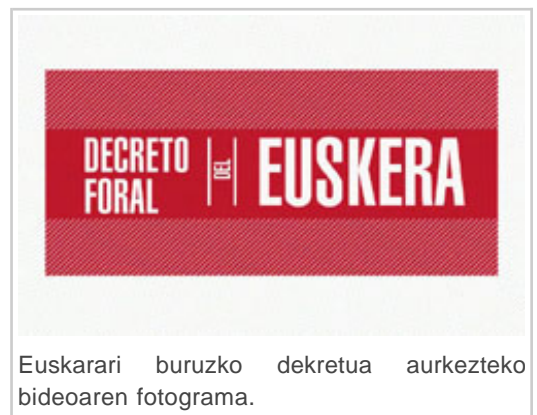 DECRETO
FORAL
DEL
EUSKERA
Euskarari buruzko dekretua aurkezteko
bideoaren fotograma.